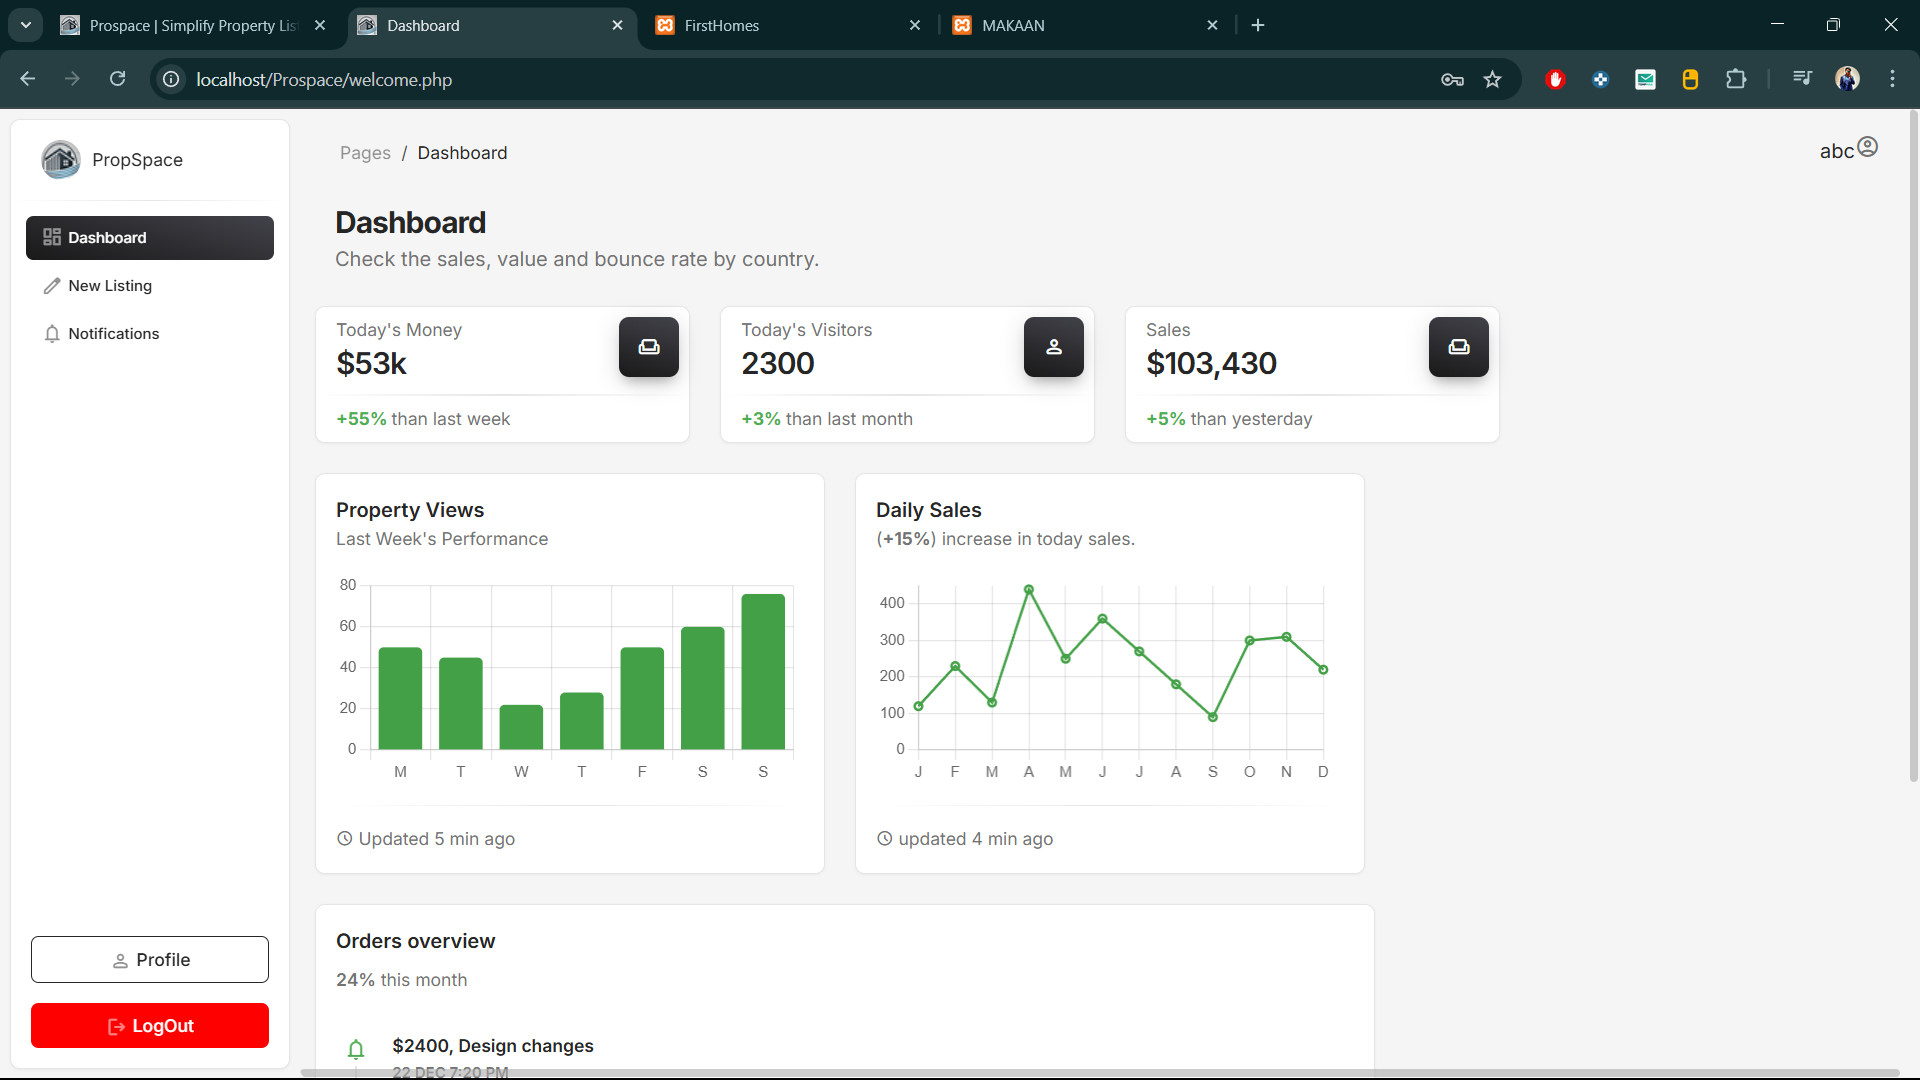 Prospace | Simplify Property Lis
Dashboard
FirstHomes
MAKAAN
localhost/Prospace/welcome.php
PropSpace
Dashboard
New Listing
Notifications
Profile
LogOut
Pages / Dashboard
abc
Dashboard
Check the sales, value and bounce rate by country.
Today's Money
$53k
+55% than last week
Today's Visitors
2300
+3% than last month
Sales
$103,430
+5% than yesterday
Property Views
Last Week's Performance
80
60
40
20
0
M T W T F S S
Updated 5 min ago
Daily Sales
(+15%) increase in today sales.
400
300
200
100
0
J F M A M J J A S O N D
updated 4 min ago
Orders overview
24% this month
$2400, Design changes
22 DEC 7:20 PM